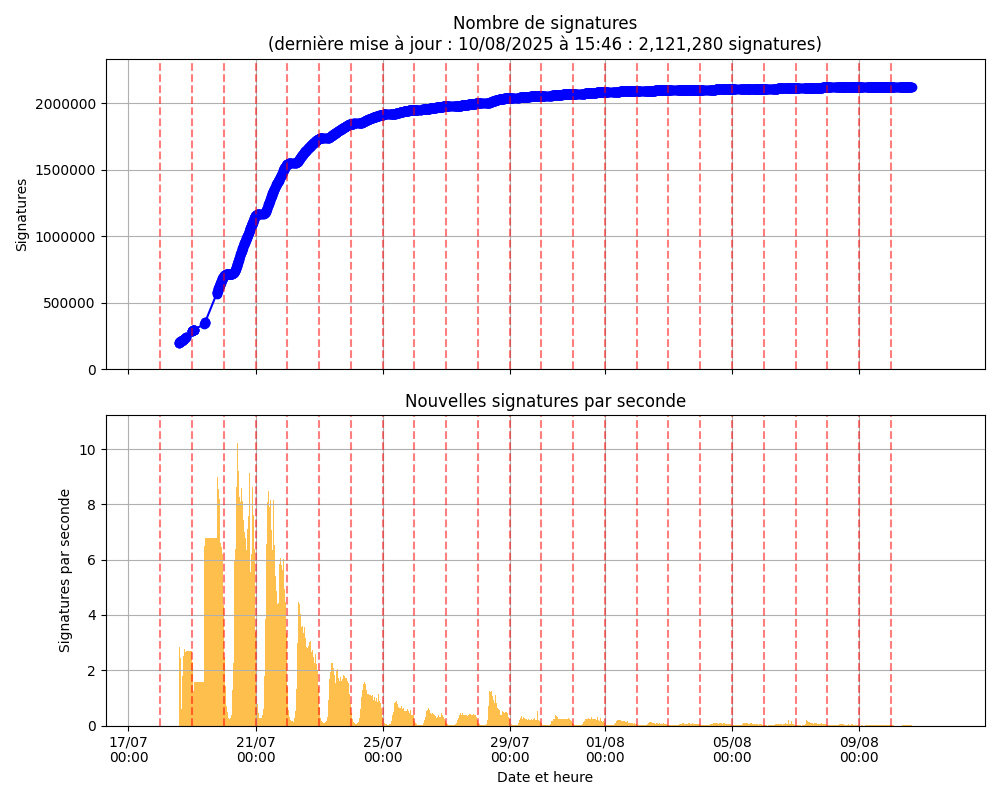 Nombre de signatures
(dernière mise à jour : 10/08/2025 à 15:46 : 2,121,280 signatures)
2000000
1500000
1000000
500000
0
Signatures
Nouvelles signatures par seconde
10
8
6
4
2
0
Signatures par seconde
17/07 21/07 25/07 29/07 01/08 05/08 09/08
00:00 00:00 00:00 00:00 00:00 00:00 00:00
Date et heure